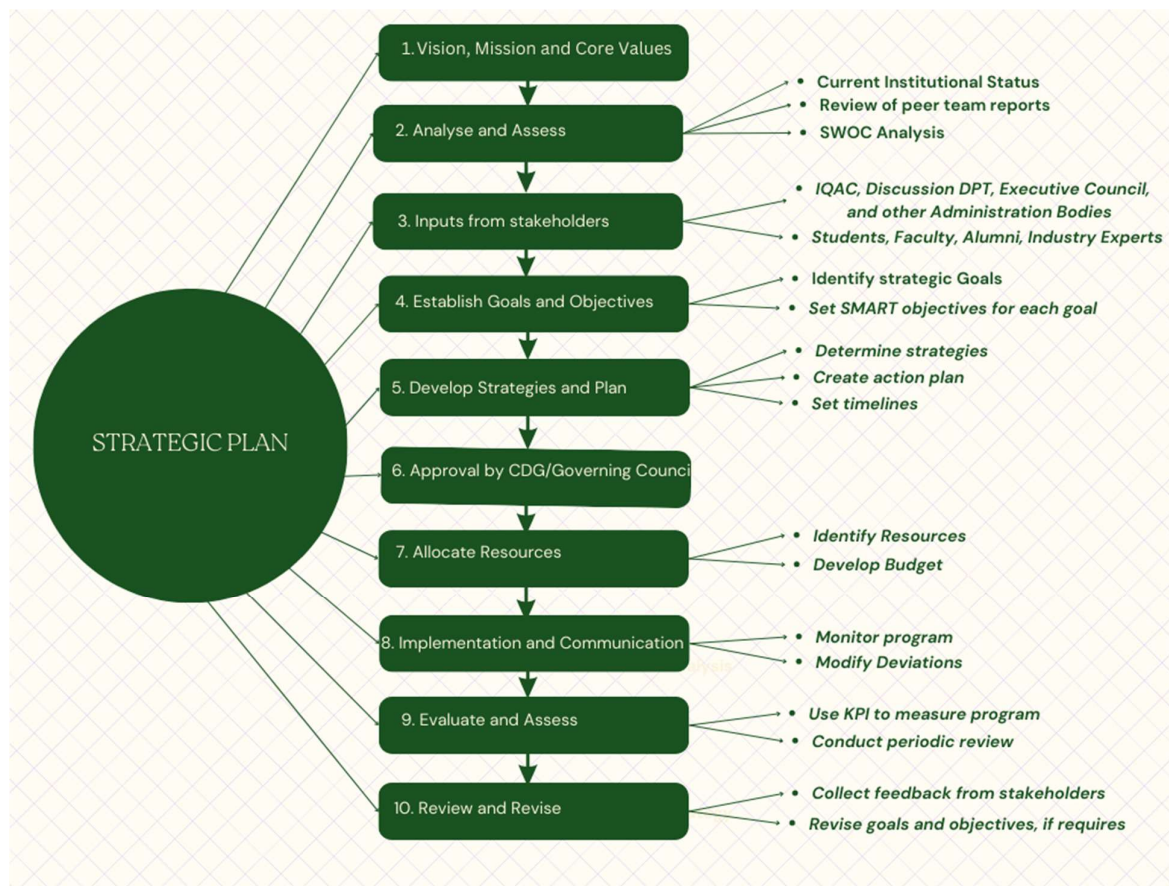 STRATEGIC PLAN
1. Vision, Mission and Core Values
2. Analyse and Assess
• Current Institutional Status
• Review of peer team reports
• SWOC Analysis
3. Inputs from stakeholders
• IQAC, Discussion DPT, Executive Council,
and other Administration Bodies
• Students, Faculty, Alumni, Industry Experts
4. Establish Goals and Objectives
• Identify strategic Goals
• Set SMART objectives for each goal
5. Develop Strategies and Plan
• Determine strategies
• Create action plan
• Set timelines
6. Approval by CDG/Governing Counci
7. Allocate Resources
• Identify Resources
• Develop Budget
8. Implementation and Communication
• Monitor program
• Modify Deviations
9. Evaluate and Assess
• Use KPI to measure program
• Conduct periodic review
10. Review and Revise
• Collect feedback from stakeholders
• Revise goals and objectives, if requires